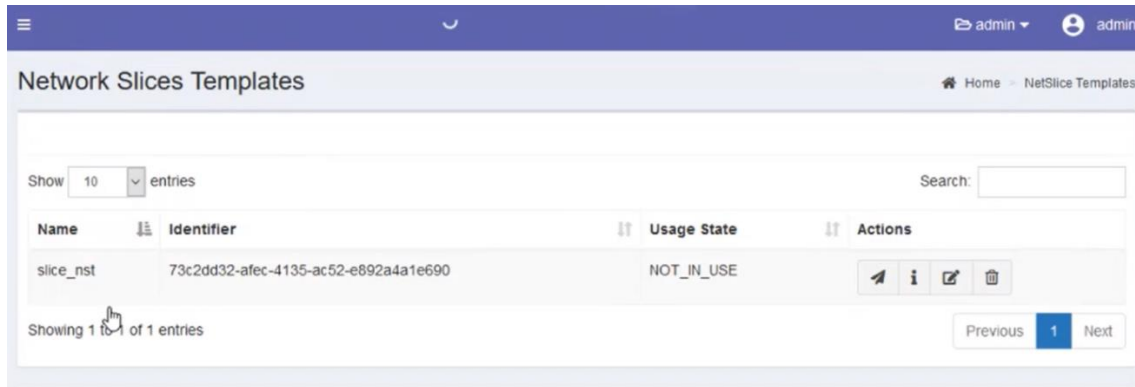 admin admin
Network Slices Templates Home > NetSlice Templates
Show 10 entries Search:
Name Identifier Usage State Actions
slice_nst 73c2dd32-afec-4135-ac52-e892a4a1e690 NOT_IN_USE
Showing 1 to 1 of 1 entries Previous 1 Next